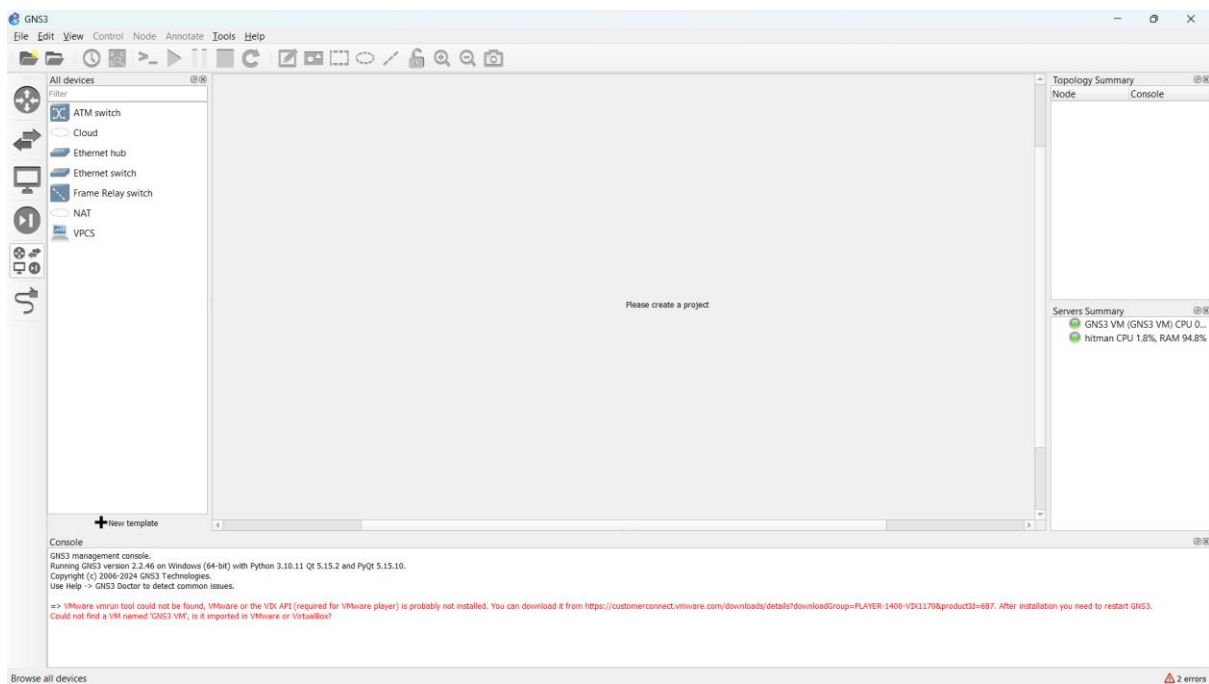 GNS3
File Edit View Control Node Annotate Tools Help
All devices
Filter
ATM switch
Cloud
Ethernet hub
Ethernet switch
Frame Relay switch
NAT
VPCS
New template
Please create a project
Topology Summary
Node Console
Servers Summary
GNS3 VM (GNS3 VM) CPU 0...
hitman CPU 1.8%, RAM 94.8%
Console
GNS3 management console.
Running GNS3 version 2.2.46 on Windows (64-bit) with Python 3.10.11 Qt 5.15.2 and PyQt 5.15.10.
Copyright (c) 2006-2024 GNS3 Technologies.
Use Help -> GNS3 Doctor to detect common issues.
=> VMware vmrun tool could not be found, VMware or the VIX API (required for VMware player) is probably not installed. You can download it from https://customerconnect.vmware.com/downloads/details?downloadGroup=PLAYER-1400-VIX1170&productId=687. After installation you need to restart GNS3.
Could not find a VM named 'GNS3 VM', is it imported in VMware or VirtualBox?
Browse all devices
2 errors